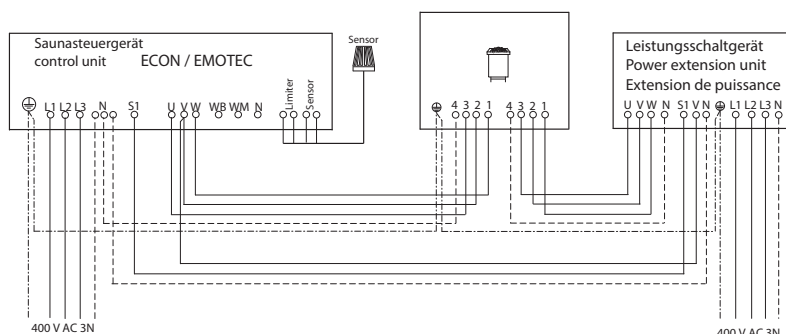 Saunasteuergerät
control unit ECON / EMOTEC
L1 L2 L3 N S1 U V W WB WM N Limiter Sensor
Sensor
4 3 2 1 4 3 2 1
Leistungsschaltgerät
Power extension unit
Extension de puissance
U V W N S1 V N L1 L2 L3 N
400 V AC 3N
400 V AC 3N